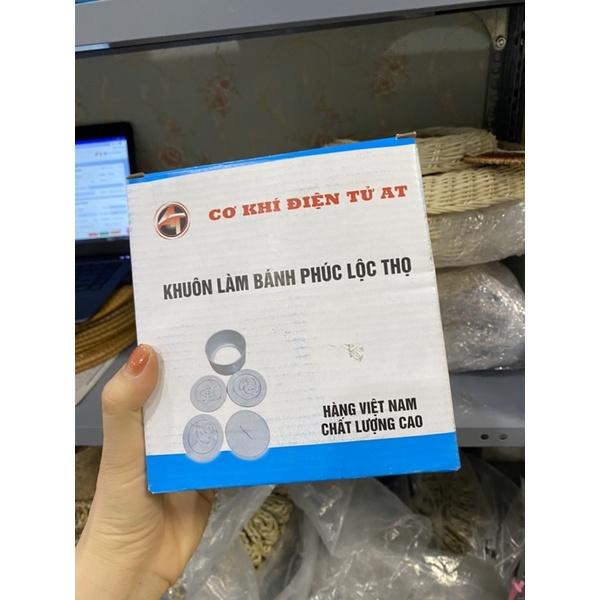 CƠ KHÍ ĐIỆN TỬ AT
KHUÔN LÀM BÁNH PHÚC LỘC THỌ
HÀNG VIỆT NAM
CHẤT LƯỢNG CAO